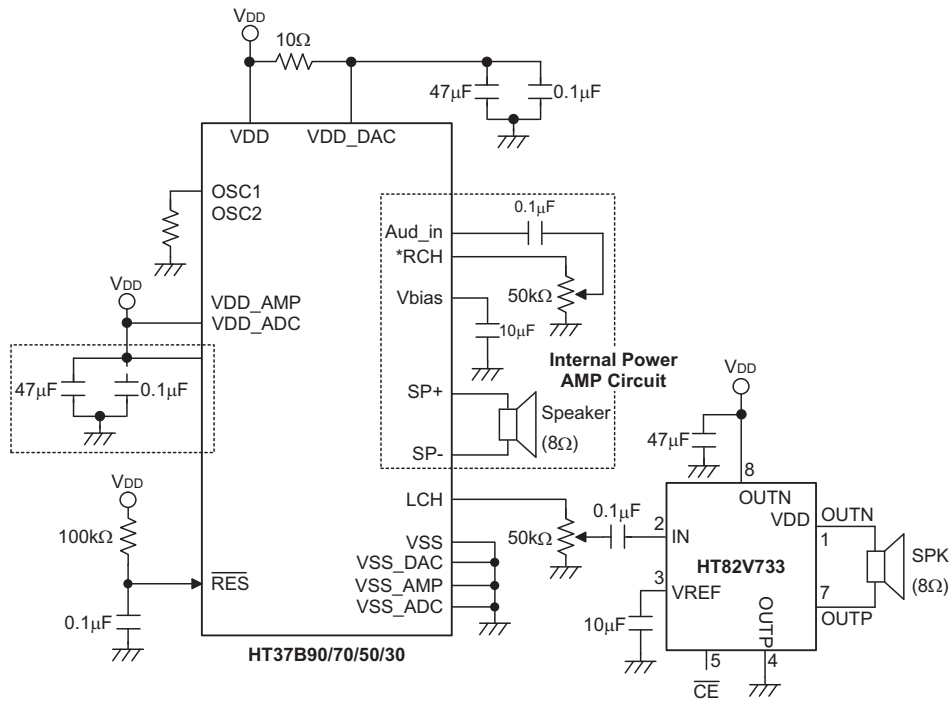 VDD
10Ω
47μF
0.1μF
VDD
VDD_DAC
OSC1
OSC2
Aud_in
0.1μF
*RCH
50kΩ
Vbias
10μF
VDD
VDD_AMP
VDD_ADC
Internal Power
AMP Circuit
47μF
0.1μF
SP+
Speaker
(8Ω)
SP-
VDD
47μF
8
VDD
100kΩ
RES
0.1μF
LCH
50kΩ
0.1μF
VSS
VSS_DAC
VSS_AMP
VSS_ADC
HT37B90/70/50/30
OUTN
2
IN
VDD
OUTN
1
HT82V733
3
VREF
7
OUTP
SPK
(8Ω)
10μF
OUTP
5
4
CE